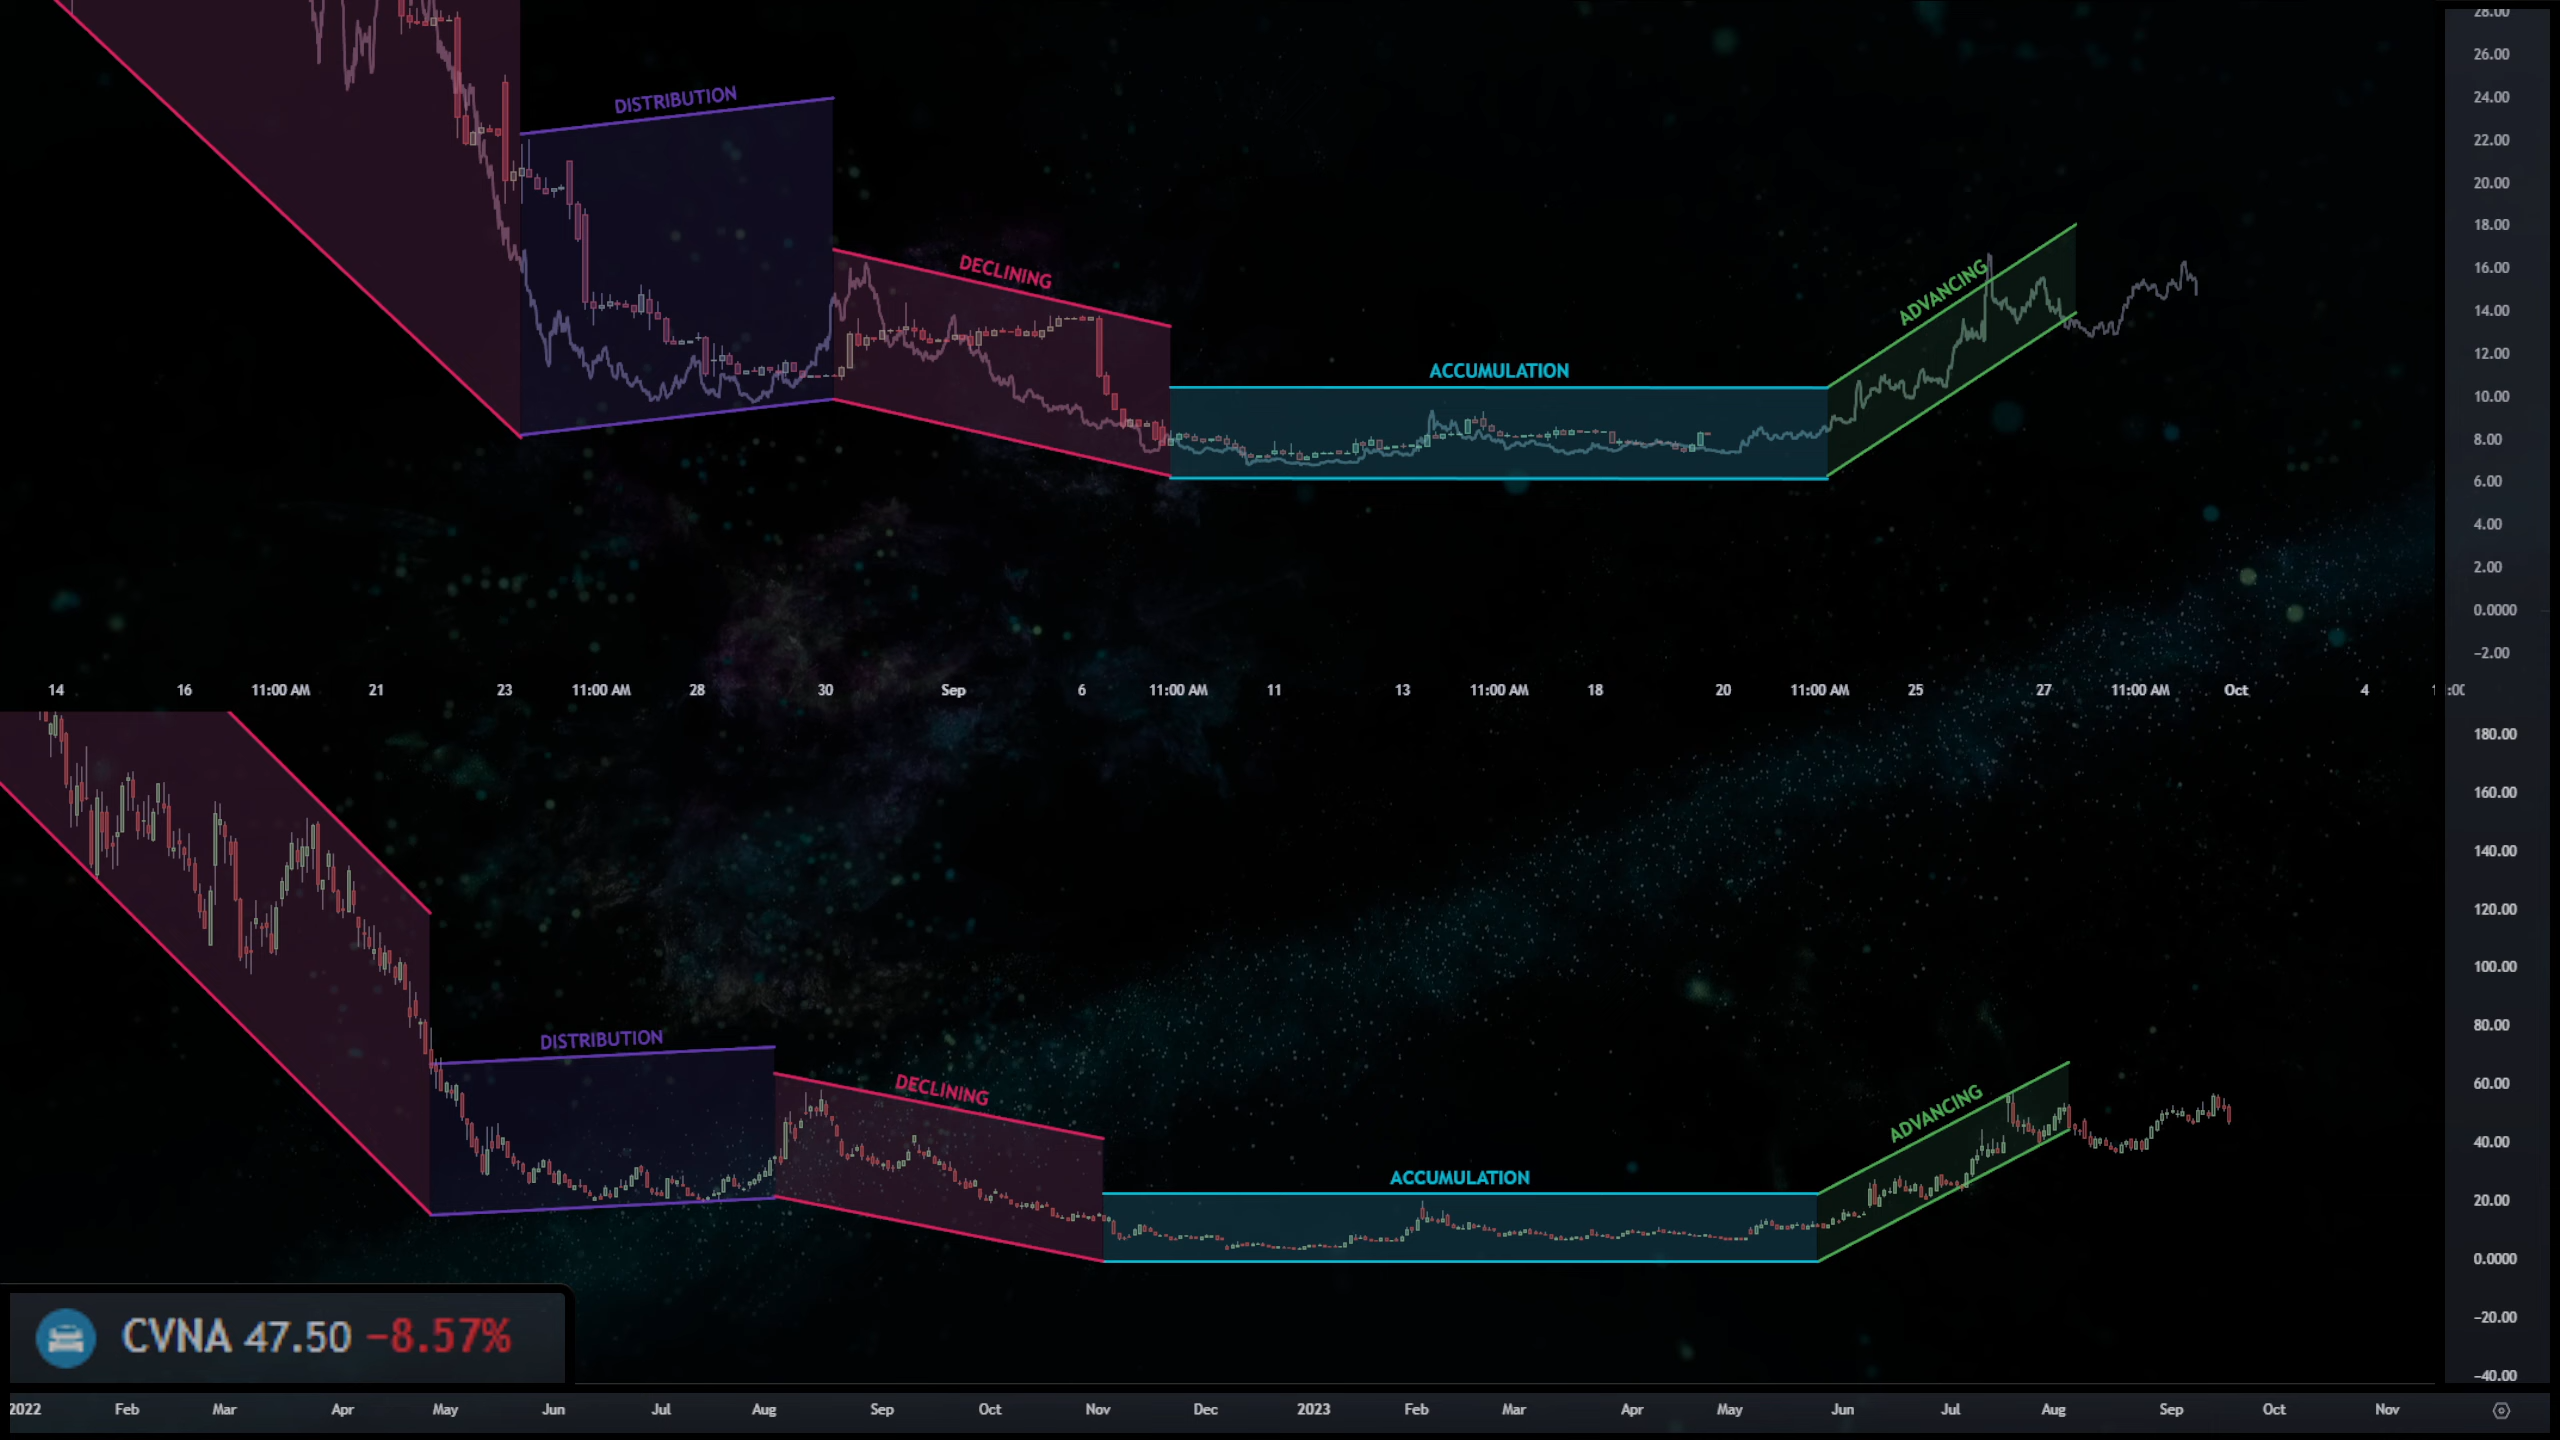 28.00
26.00
24.00
DISTRIBUTION
22.00
20.00
18.00
DECLINING
ADVANCING
16.00
14.00
12.00
ACCUMULATION
10.00
8.00
6.00
4.00
2.00
0.0000
−2.00
14 16 11:00 AM 21 23 11:00 AM 28 30 Sep 6 11:00 AM 11 13 11:00 AM 18 20 11:00 AM 25 27 11:00 AM Oct 4
180.00
160.00
140.00
120.00
100.00
80.00
DISTRIBUTION
DECLINING
ADVANCING
60.00
40.00
ACCUMULATION
20.00
0.0000
−20.00
CVNA 47.50 −8.57%
−40.00
2022 Feb Mar Apr May Jun Jul Aug Sep Oct Nov Dec 2023 Feb Mar Apr May Jun Jul Aug Sep Oct Nov